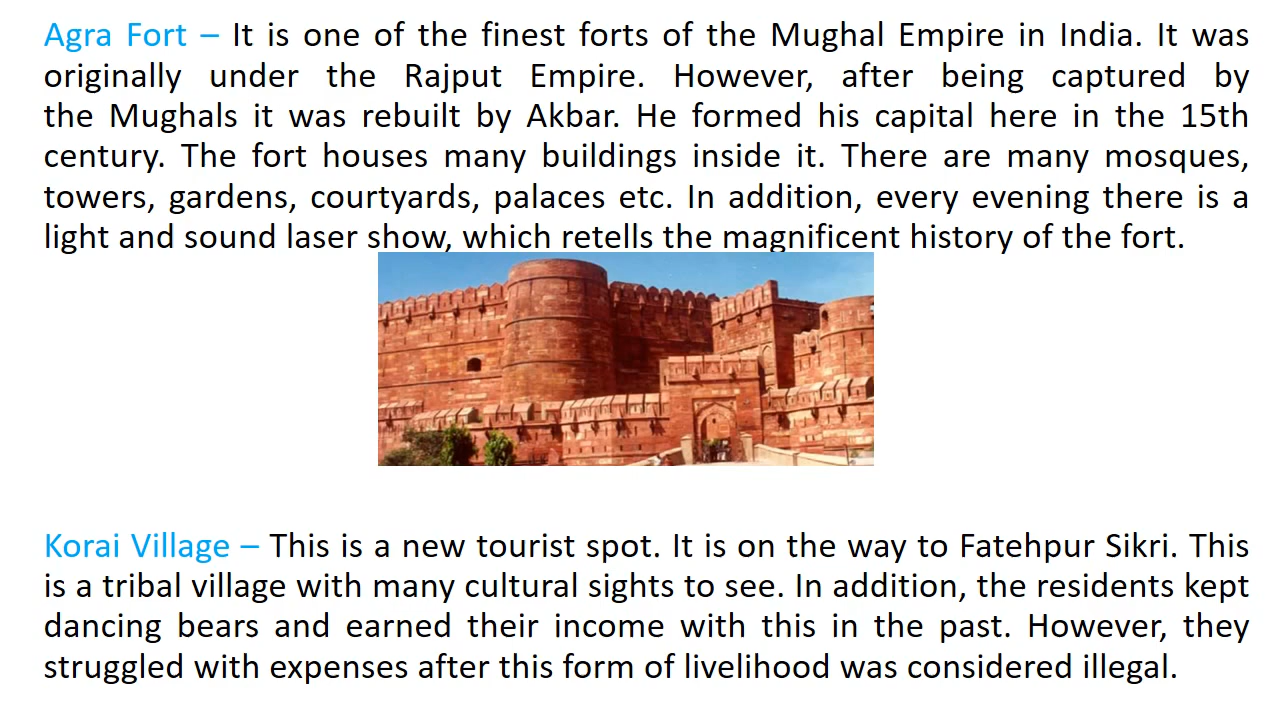 Agra Fort – It is one of the finest forts of the Mughal Empire in India. It was
originally under the Rajput Empire. However, after being captured by
the Mughals it was rebuilt by Akbar. He formed his capital here in the 15th
century. The fort houses many buildings inside it. There are many mosques,
towers, gardens, courtyards, palaces etc. In addition, every evening there is a
light and sound laser show, which retells the magnificent history of the fort.
Korai Village – This is a new tourist spot. It is on the way to Fatehpur Sikri. This
is a tribal village with many cultural sights to see. In addition, the residents kept
dancing bears and earned their income with this in the past. However, they
struggled with expenses after this form of livelihood was considered illegal.